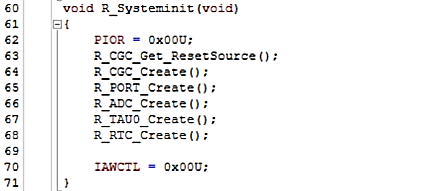 60 void R_Systeminit(void)
61 {
62 PIOR = 0x00U;
63 R_CGC_Get_ResetSource();
64 R_CGC_Create();
65 R_PORT_Create();
66 R_ADC_Create();
67 R_TAU0_Create();
68 R_RTC_Create();
69
70 IAWCTL = 0x00U;
71 }